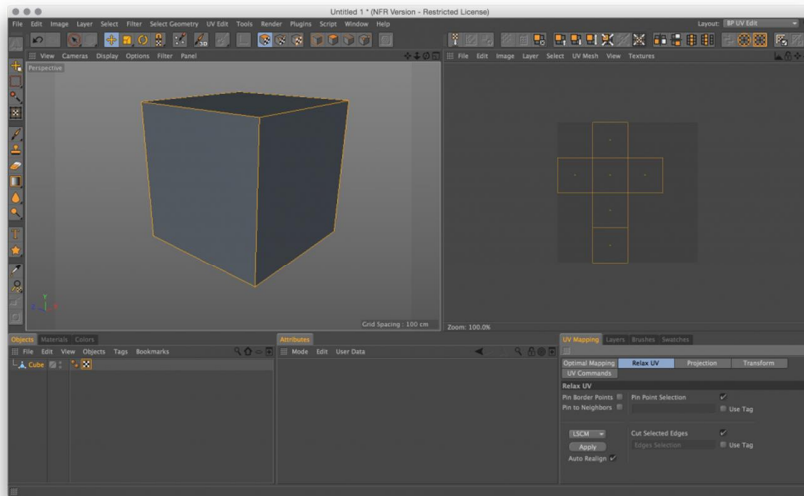 Untitled 1 * (NFR Version - Restricted License)
File Edit Image Layer Select Filter Select Geometry UV Edit Tools Render Plugins Script Window Help
Layout: BP UV Edit
View Cameras Display Options Filter Panel
File Edit Image Layer Select UV Mesh View Textures
Perspective
3D
Y
Grid Spacing : 100 cm
Zoom: 100.0%
Objects Materials Colors
Attributes
UV Mapping Layers Brushes Swatches
File Edit View Objects Tags Bookmarks
Mode Edit User Data
Cube
Optimal Mapping Relax UV Projection Transform
UV Commands
Relax UV
Pin Border Points Pin Point Selection
Pin to Neighbors Use Tag
LSCM Cut Selected Edges
Apply Edges Selection Use Tag
Auto Realign